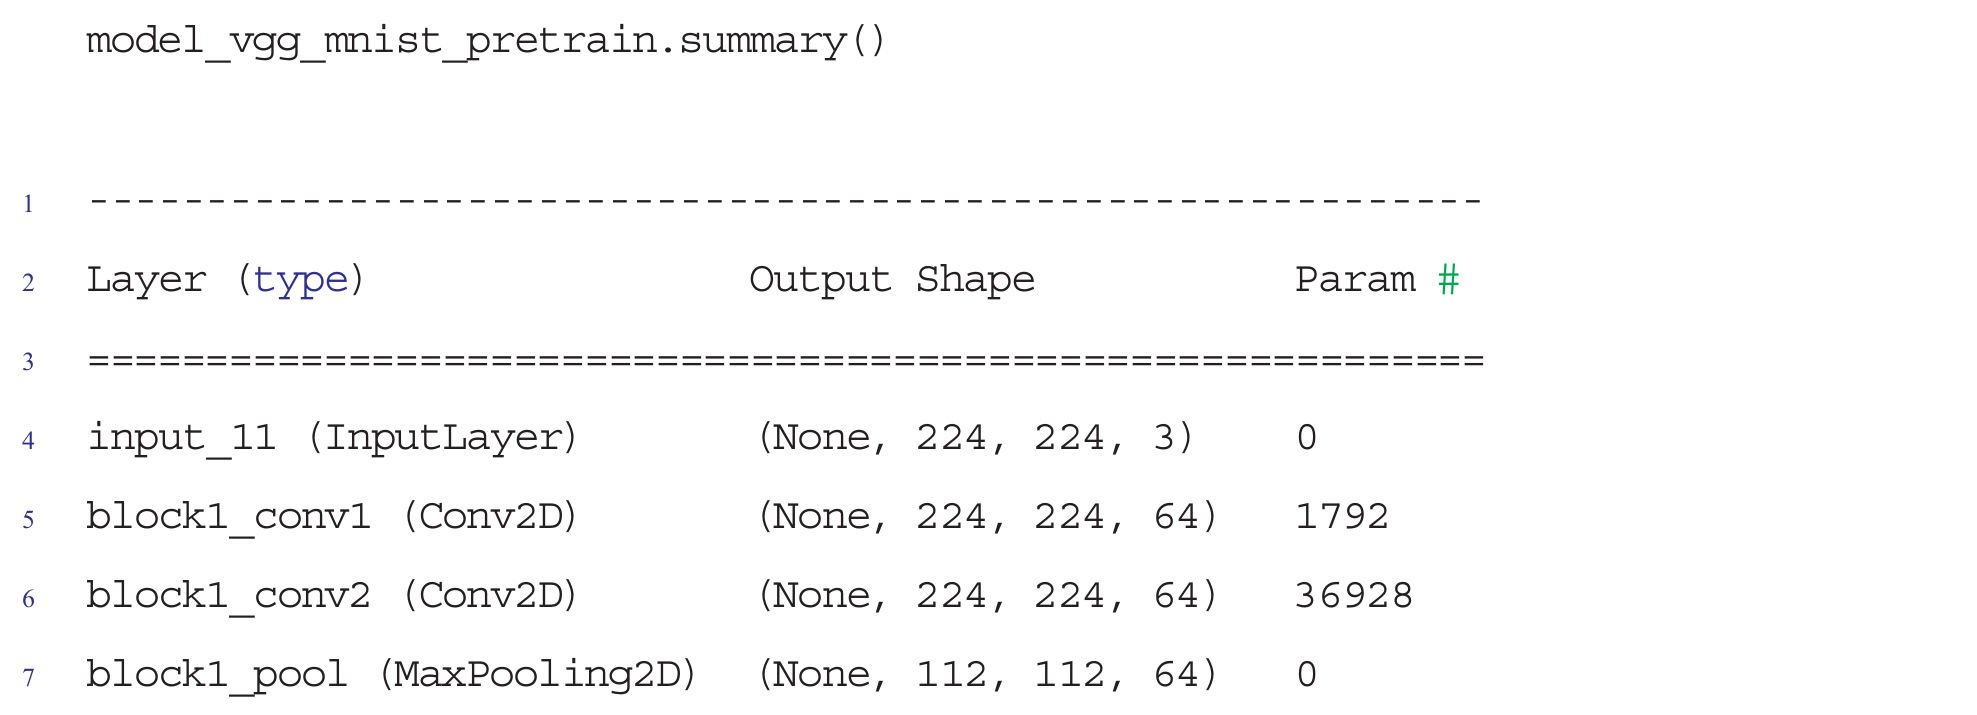 model_vgg_mnist_pretrain.summary()
1 -----------------------------------------------------------
2 Layer (type) Output Shape Param #
3 ===========================================================
4 input_11 (InputLayer) (None, 224, 224, 3) 0
5 block1_conv1 (Conv2D) (None, 224, 224, 64) 1792
6 block1_conv2 (Conv2D) (None, 224, 224, 64) 36928
7 block1_pool (MaxPooling2D) (None, 112, 112, 64) 0